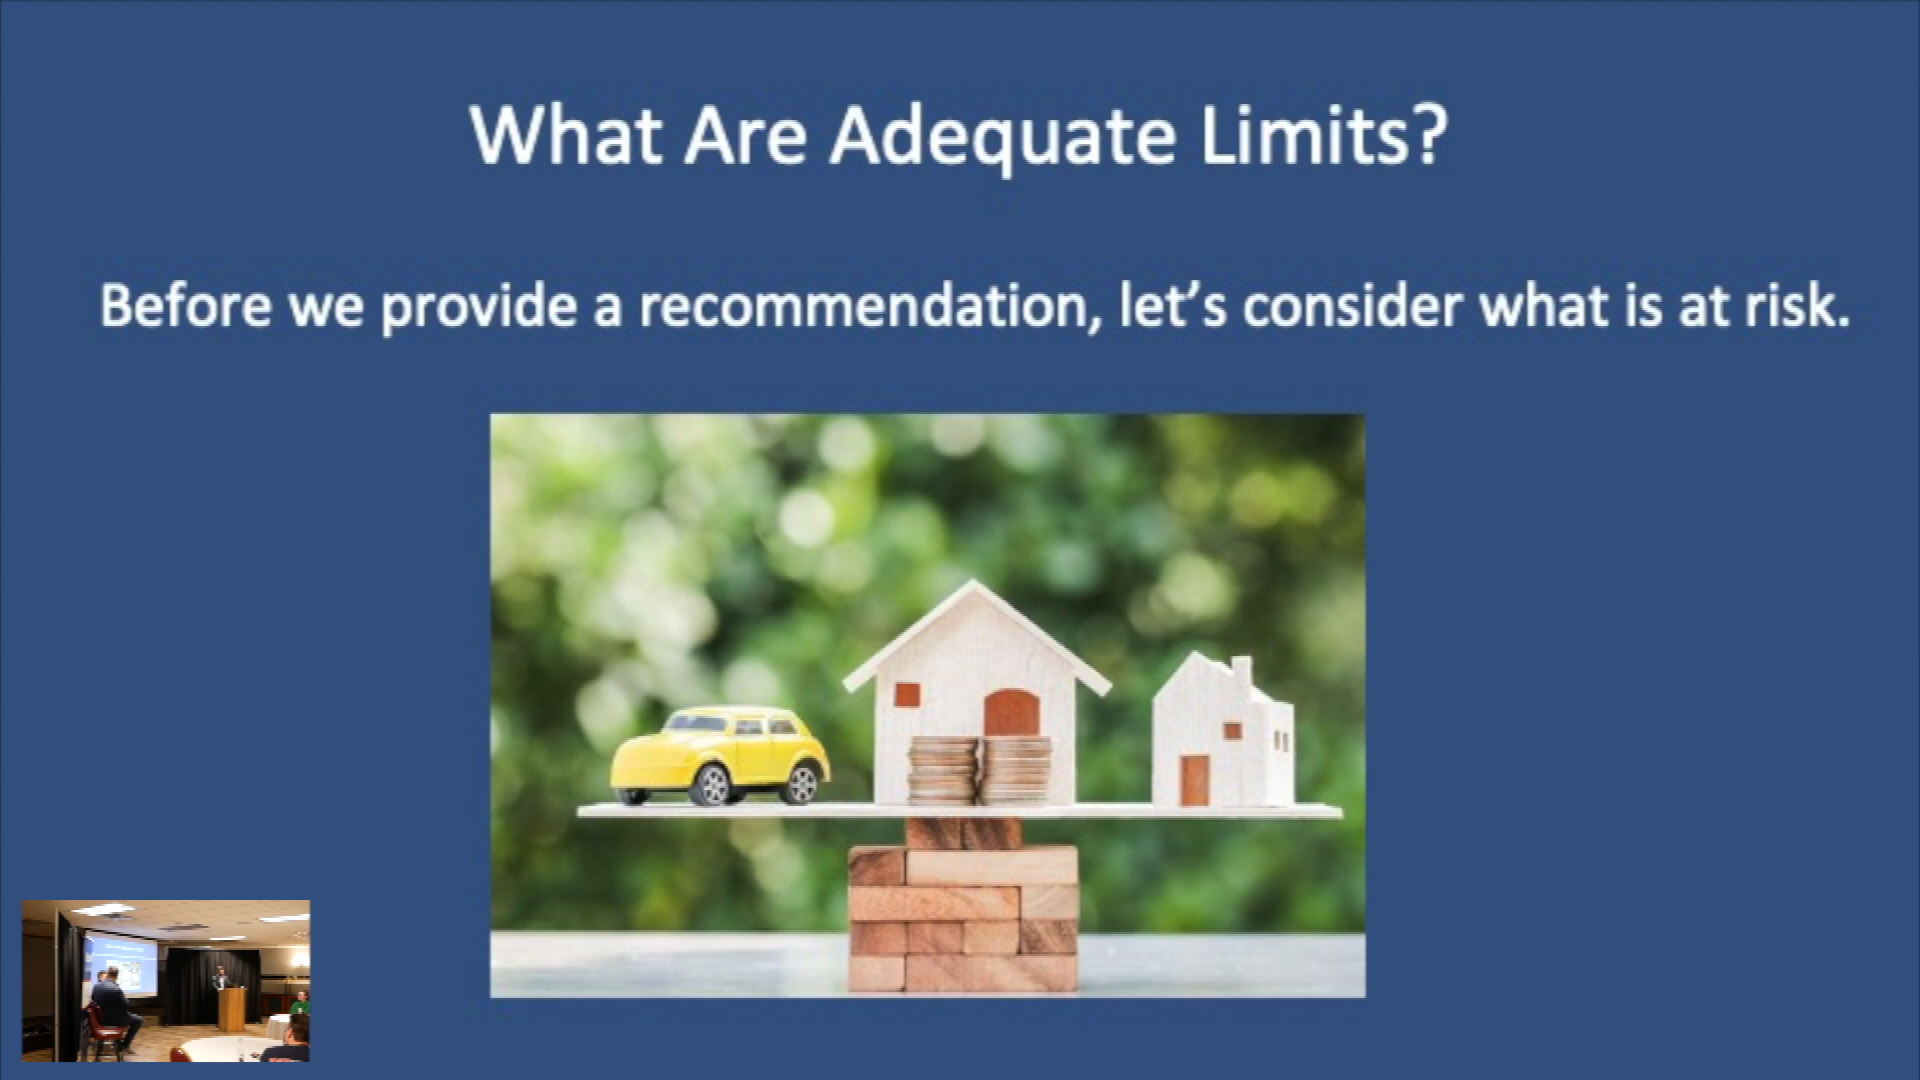 What Are Adequate Limits?
Before we provide a recommendation, let's consider what is at risk.